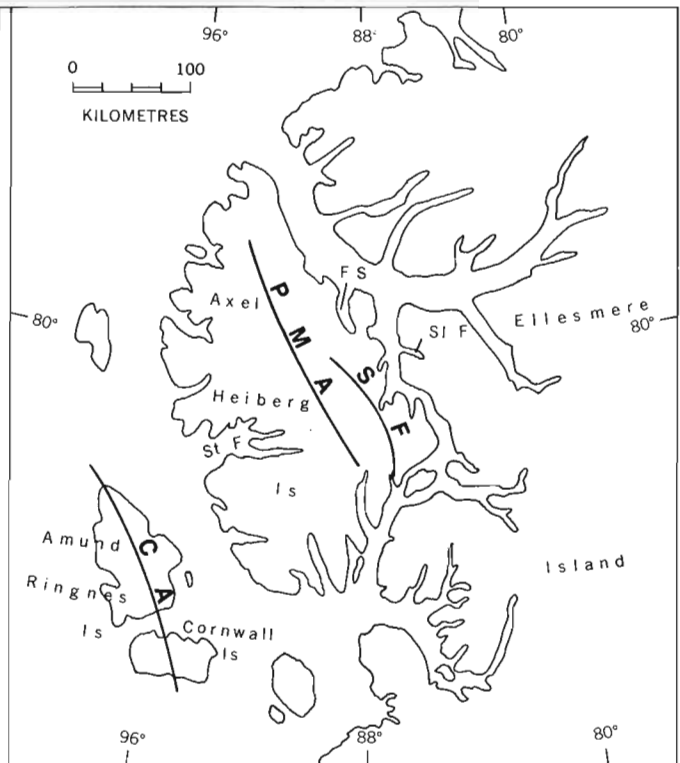 96° 88° 80°
0 100
KILOMETRES
F S
Axel
P M A
Ellesmere
80° 80°
Sl F
S F
Heiberg
St F
Is
Amund
C A
Island
Ringnes
Is
Cornwall
Is
96° 88° 80°